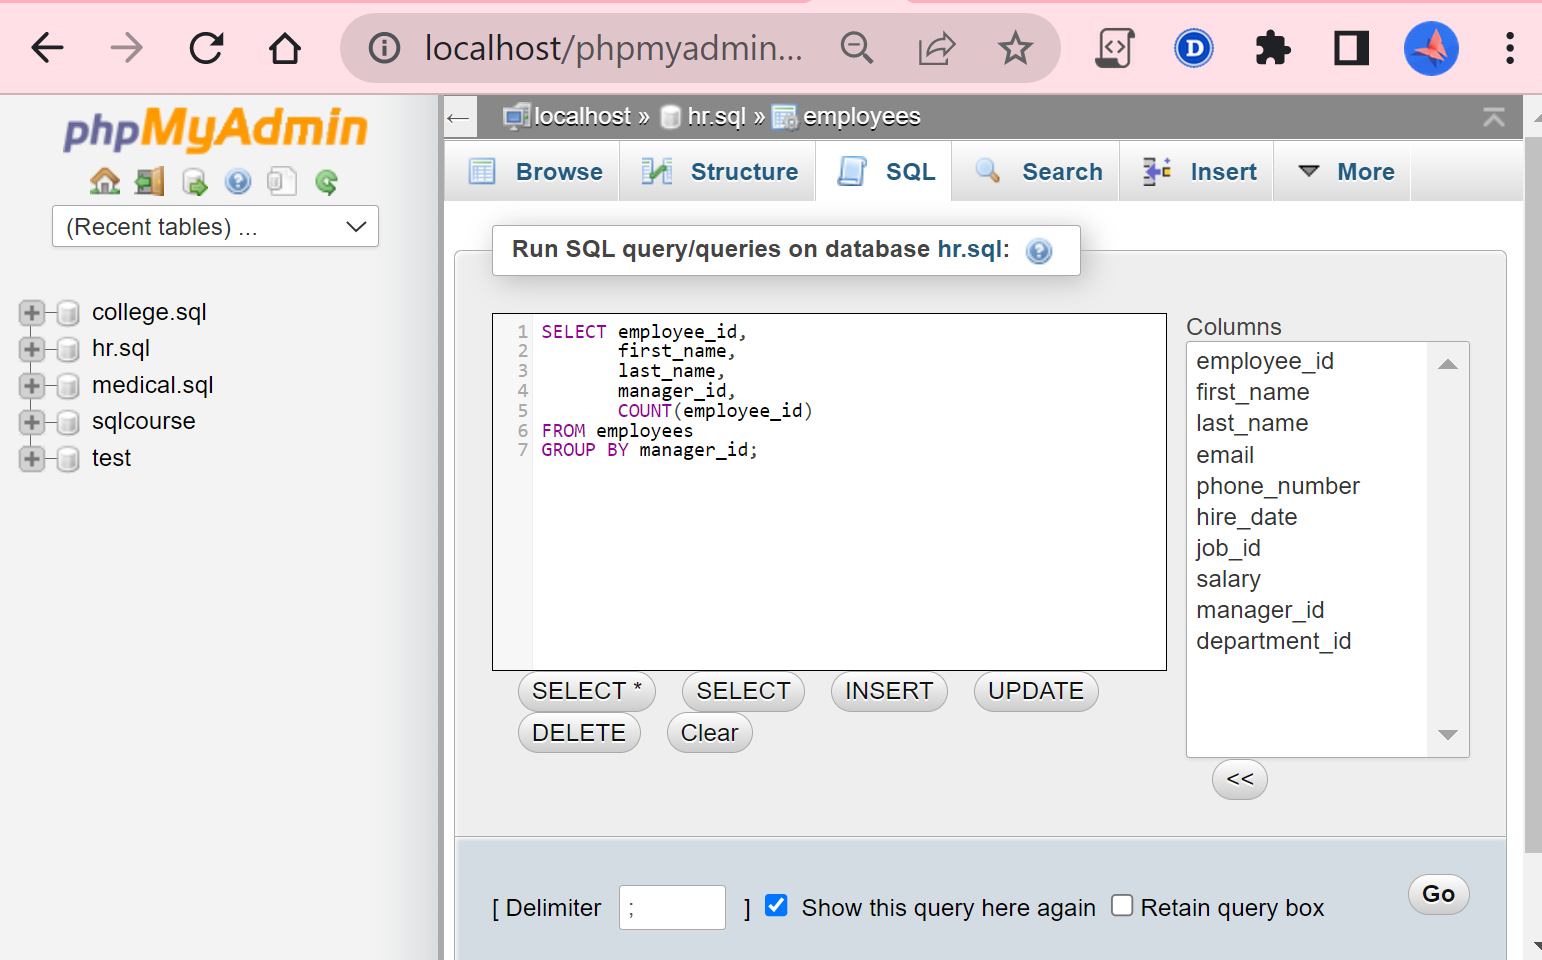 localhost/phpmyadmin...
D
phpMyAdmin
(Recent tables) ...
college.sql
hr.sql
medical.sql
sqlcourse
test
← localhost » hr.sql » employees
Browse Structure SQL Search Insert More
Run SQL query/queries on database hr.sql:
1 SELECT employee_id,
2 first_name,
3 last_name,
4 manager_id,
5 COUNT(employee_id)
6 FROM employees
7 GROUP BY manager_id;
Columns
employee_id
first_name
last_name
email
phone_number
hire_date
job_id
salary
manager_id
department_id
SELECT * SELECT INSERT UPDATE
DELETE Clear
<<
[ Delimiter ; ] Show this query here again Retain query box Go